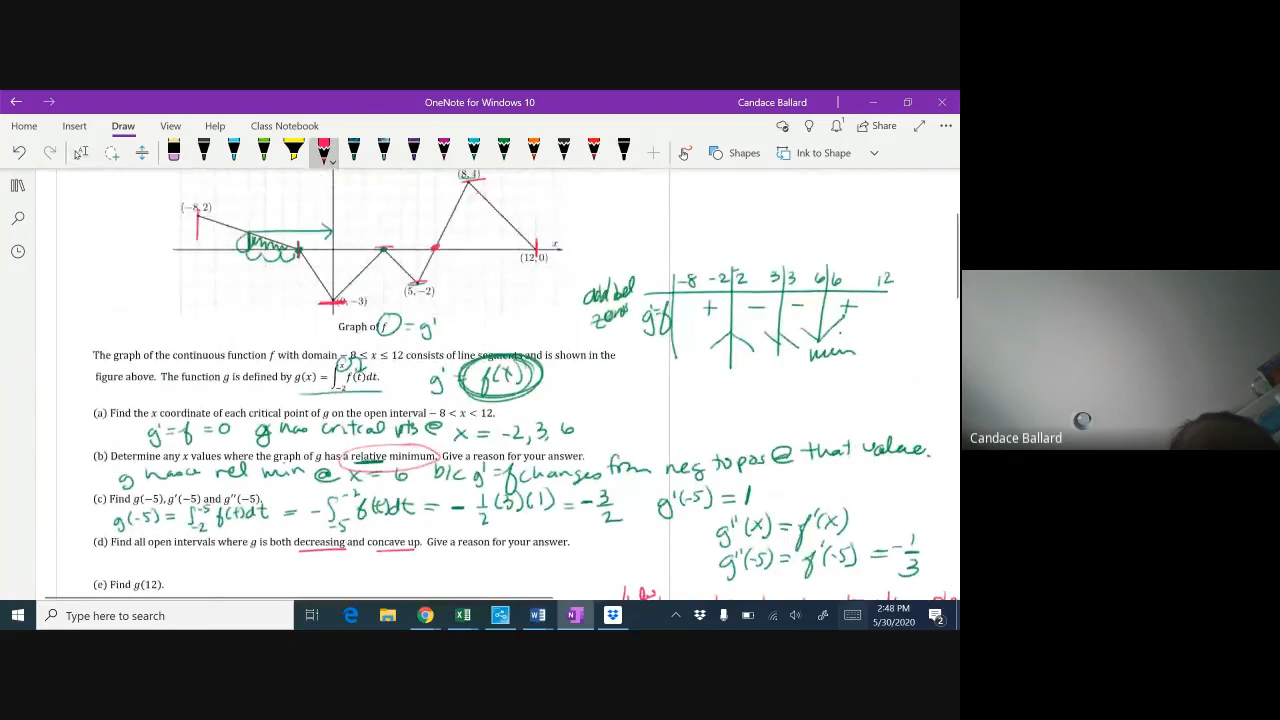 OneNote for Windows 10
Candace Ballard
Home
Insert
Draw
View
Help
Class Notebook
Share
Shapes
Ink to Shape
(8,4)
(−8,2)
x
(12,0)
(0, −3)
(5, −2)
Graph of f = g'
-8 -2 -2 3 3 6 6 12
g'=f + − − +
min
The graph of the continuous function f with domain − 8 ≤ x ≤ 12 consists of line segments and is shown in the
figure above. The function g is defined by g(x) = ∫₋₂ˣ f(t)dt. g' = f(x)
(a) Find the x coordinate of each critical point of g on the open interval − 8 < x < 12.
g' = f = 0 g has critical pts @ x = -2, 3, 6
(b) Determine any x values where the graph of g has a relative minimum. Give a reason for your answer.
g has a rel min @ x = 6 b/c g' = f changes from neg to pos @ that value.
(c) Find g(−5), g′(−5) and g″(−5).
g(-5) = ∫₋₂⁻⁵ f(t)dt = -∫₋₅⁻² f(t)dt = -1/2 (3)(1) = -3/2 g'(-5) = 1
g''(x) = f'(x)
(d) Find all open intervals where g is both decreasing and concave up. Give a reason for your answer.
g''(-5) = f'(-5) = -1/3
(e) Find g(12).
Type here to search
2:48 PM
5/30/2020
2
Candace Ballard